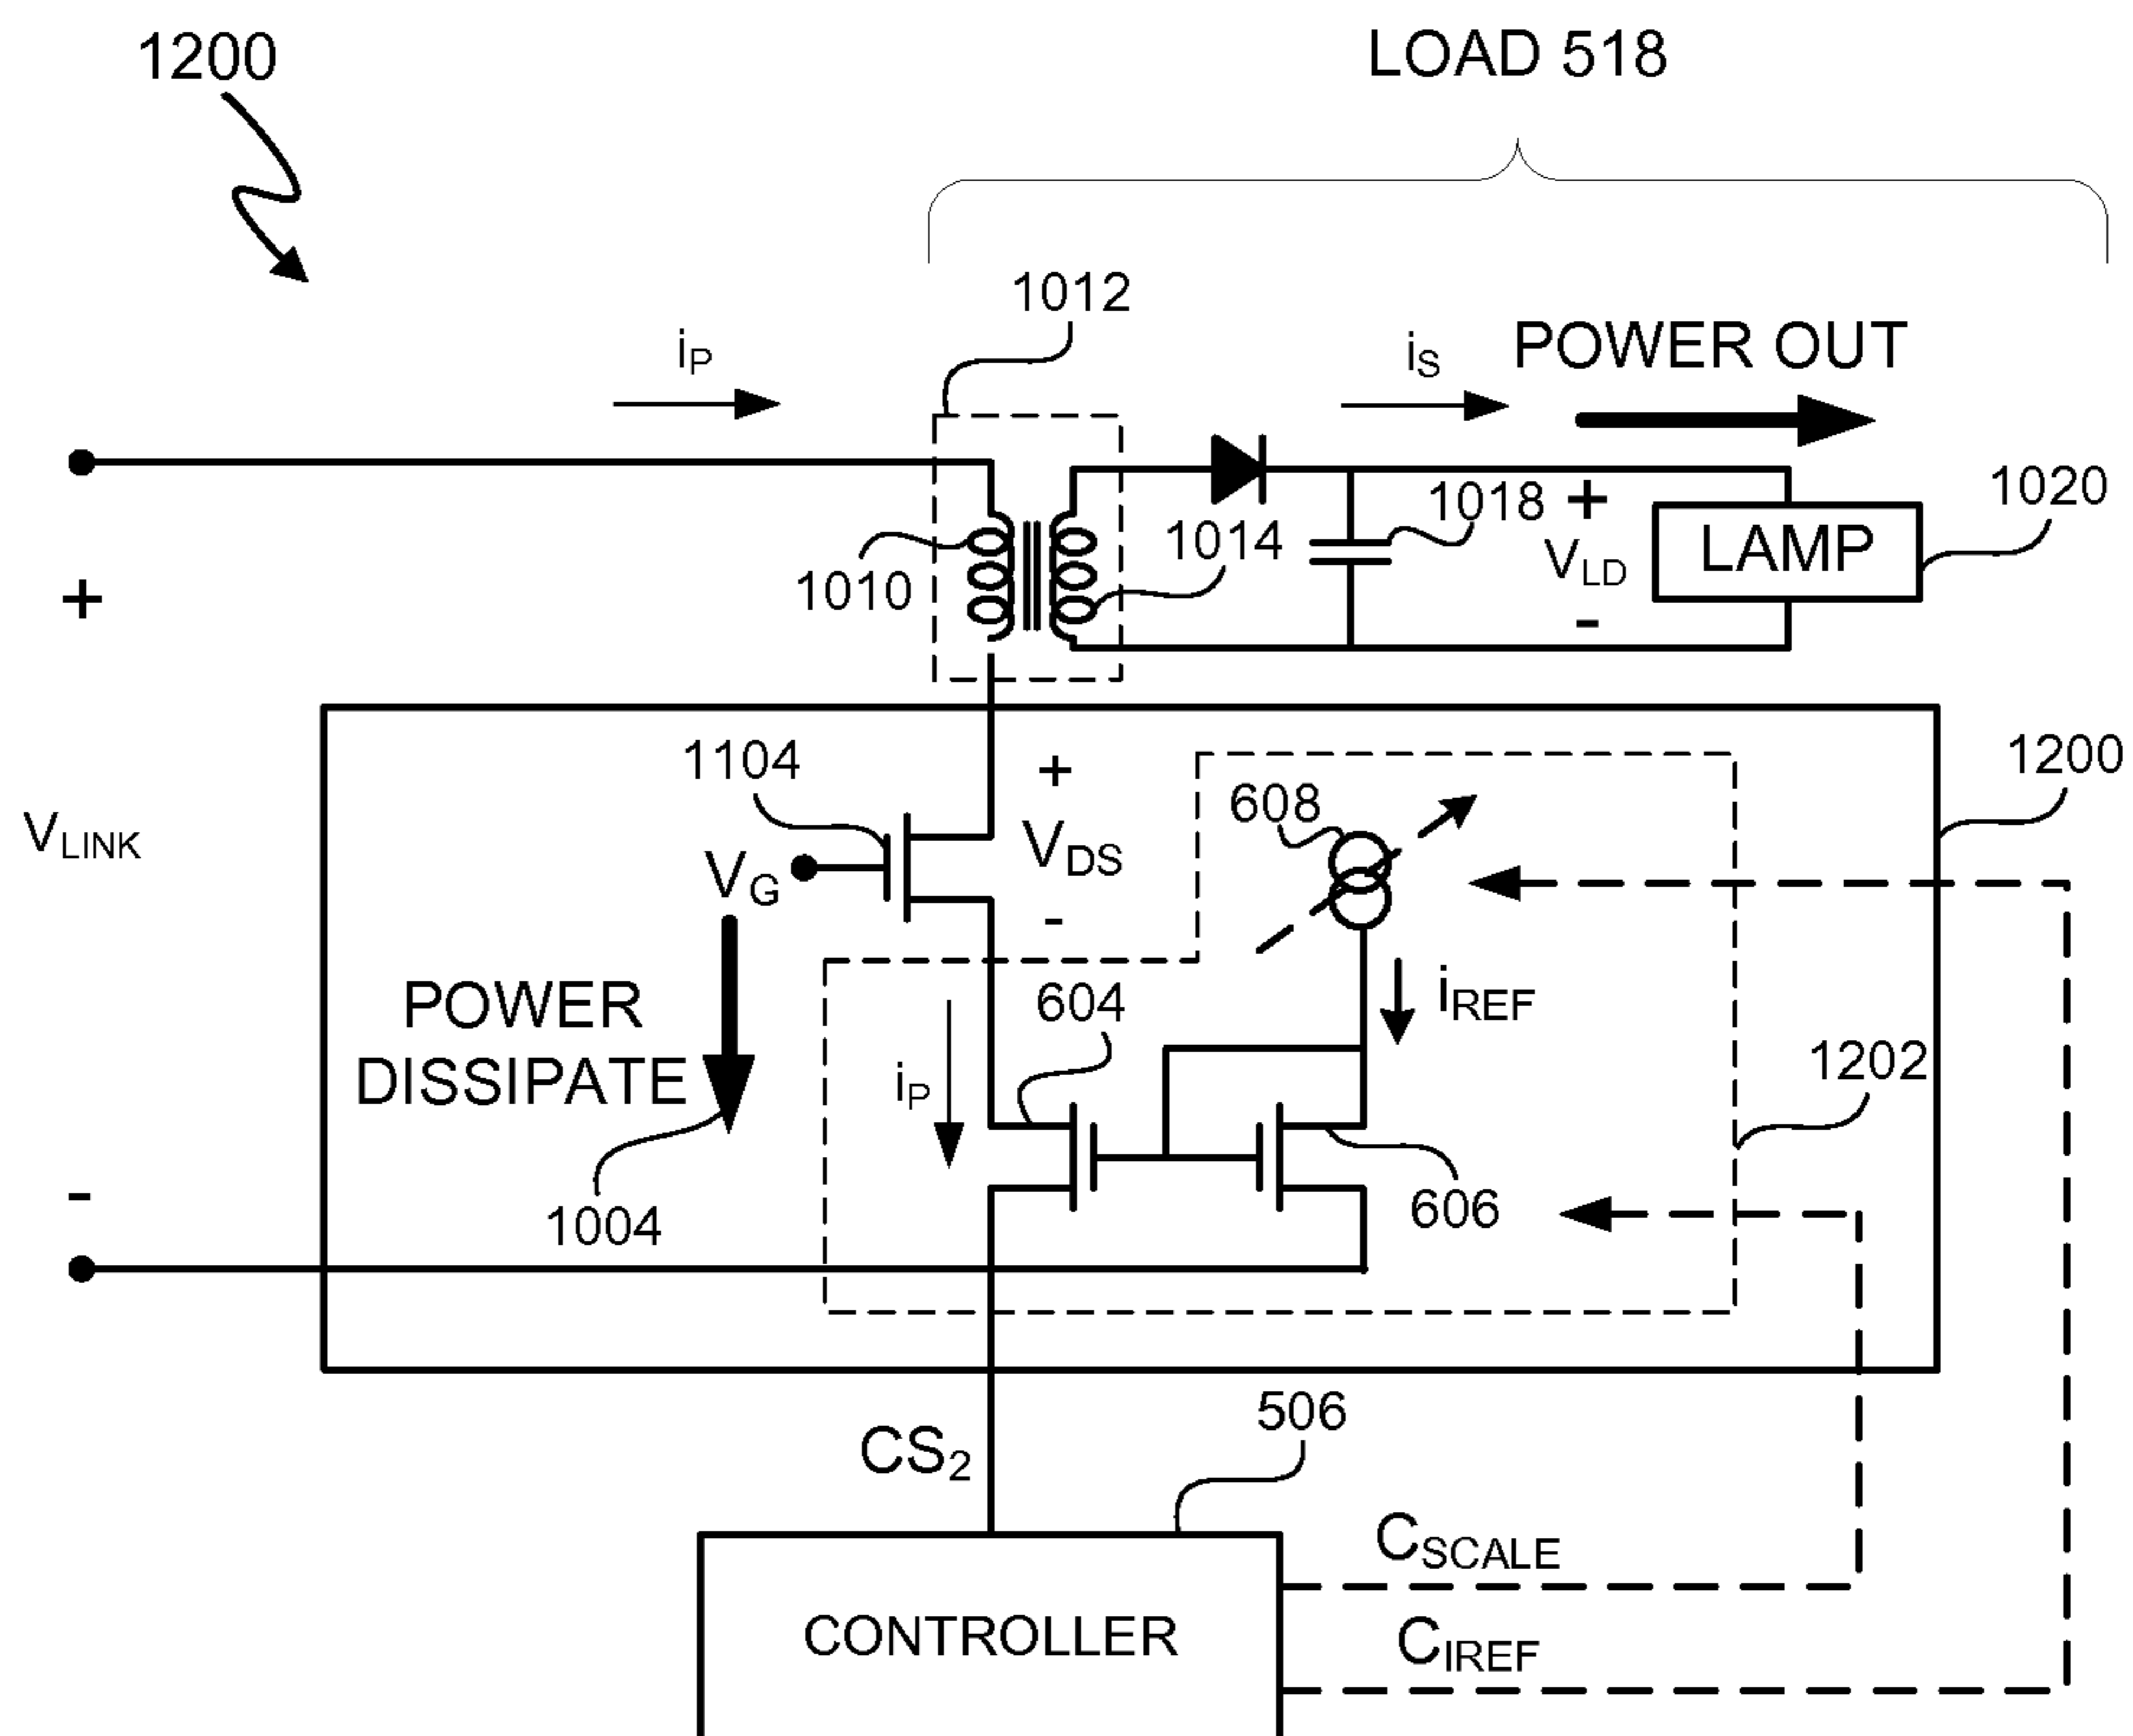 1200
LOAD 518
1012
iP
iS
POWER OUT
1018
+
1020
1014
LAMP
VLD
1010
+
-
1104
+
1200
608
VLINK
VG
VDS
-
POWER
DISSIPATE
604
iREF
iP
1202
-
1004
606
506
CS2
CSCALE
CONTROLLER
CIREF